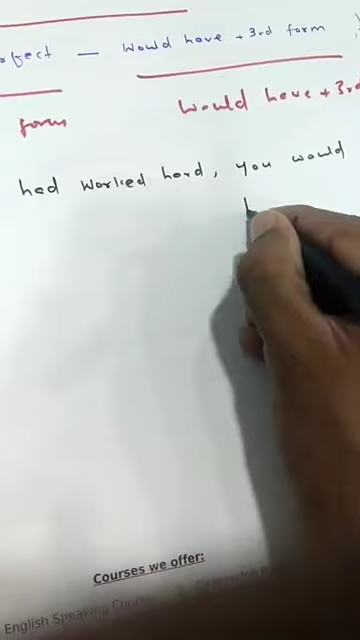 rfect — Would have + 3rd form
form would have + 3rd
had worked hard, you would
Courses we offer:
English Speaking Course